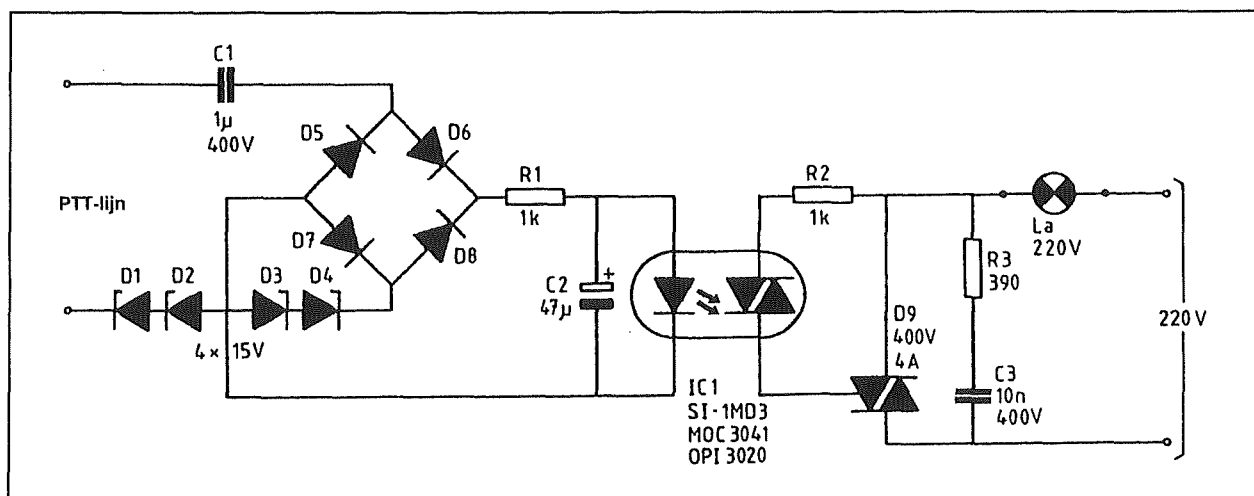 C1
1µ
400V
D5
D6
PTT-lijn
D7
D8
R1
1k
D1
D2
D3
D4
4 × 15V
C2
+
47µ
IC1
SI-1MD3
MOC 3041
OPI 3020
R2
1k
La
220V
R3
390
D9
400V
4A
C3
10n
400V
220V